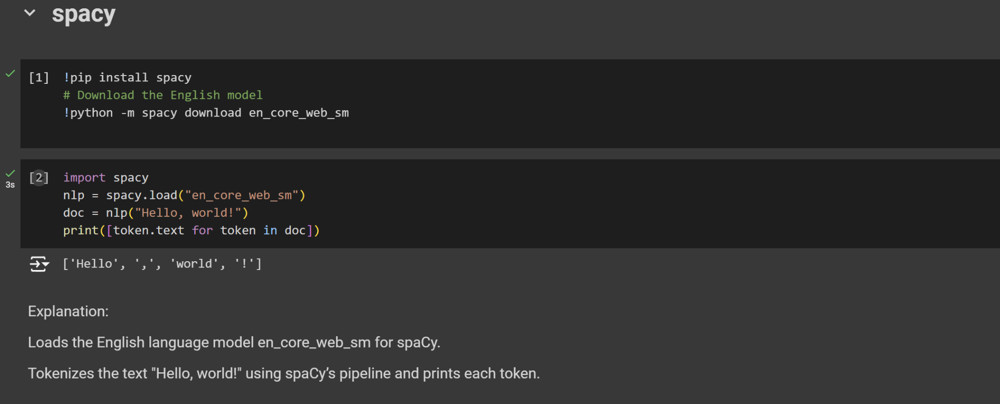 spacy
[1] !pip install spacy
# Download the English model
!python -m spacy download en_core_web_sm
3s
[2] import spacy
nlp = spacy.load("en_core_web_sm")
doc = nlp("Hello, world!")
print([token.text for token in doc])
['Hello', ',', 'world', '!']
Explanation:
Loads the English language model en_core_web_sm for spaCy.
Tokenizes the text "Hello, world!" using spaCy’s pipeline and prints each token.